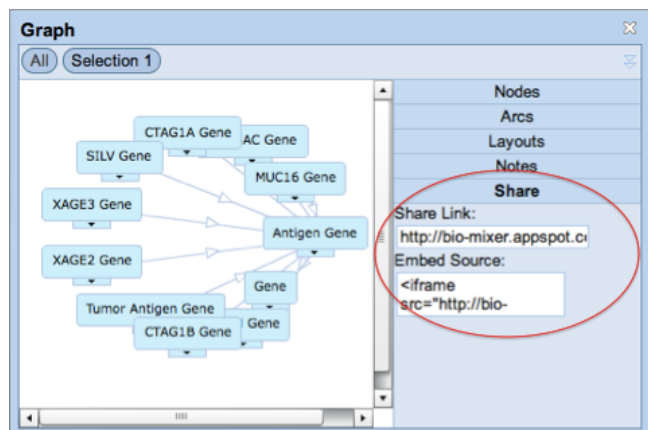 Graph
All
Selection 1
Nodes
Arcs
Layouts
Notes
Share
Share Link:
http://bio-mixer.appspot.c
Embed Source:
<iframe
src="http://bio-
CTAG1A Gene
AC Gene
SILV Gene
MUC16 Gene
XAGE3 Gene
Antigen Gene
XAGE2 Gene
Gene
Tumor Antigen Gene
Gene
CTAG1B Gene